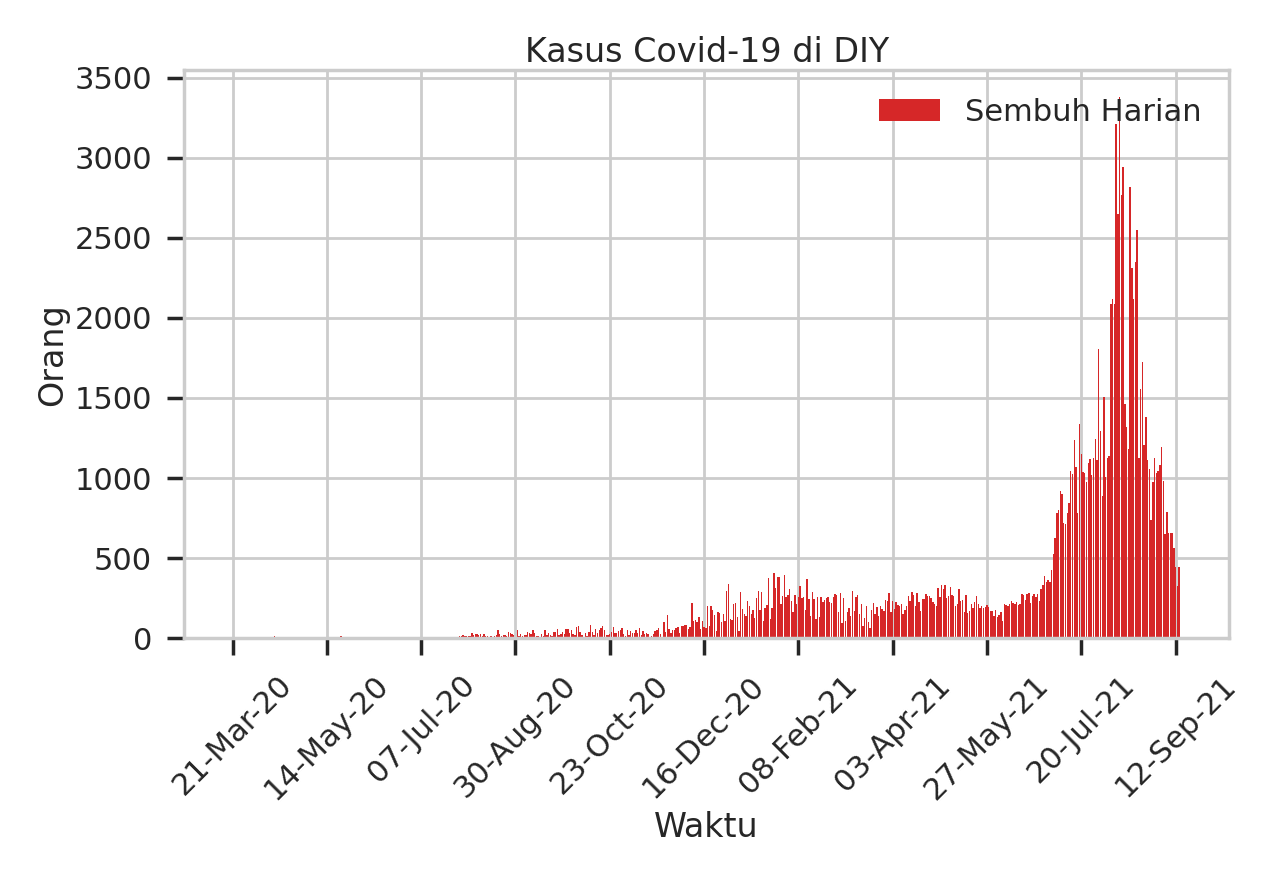 Kasus Covid-19 di DIY
Sembuh Harian
Orang
3500
3000
2500
2000
1500
1000
500
0
21-Mar-20
14-May-20
07-Jul-20
30-Aug-20
23-Oct-20
16-Dec-20
08-Feb-21
03-Apr-21
27-May-21
20-Jul-21
12-Sep-21
Waktu